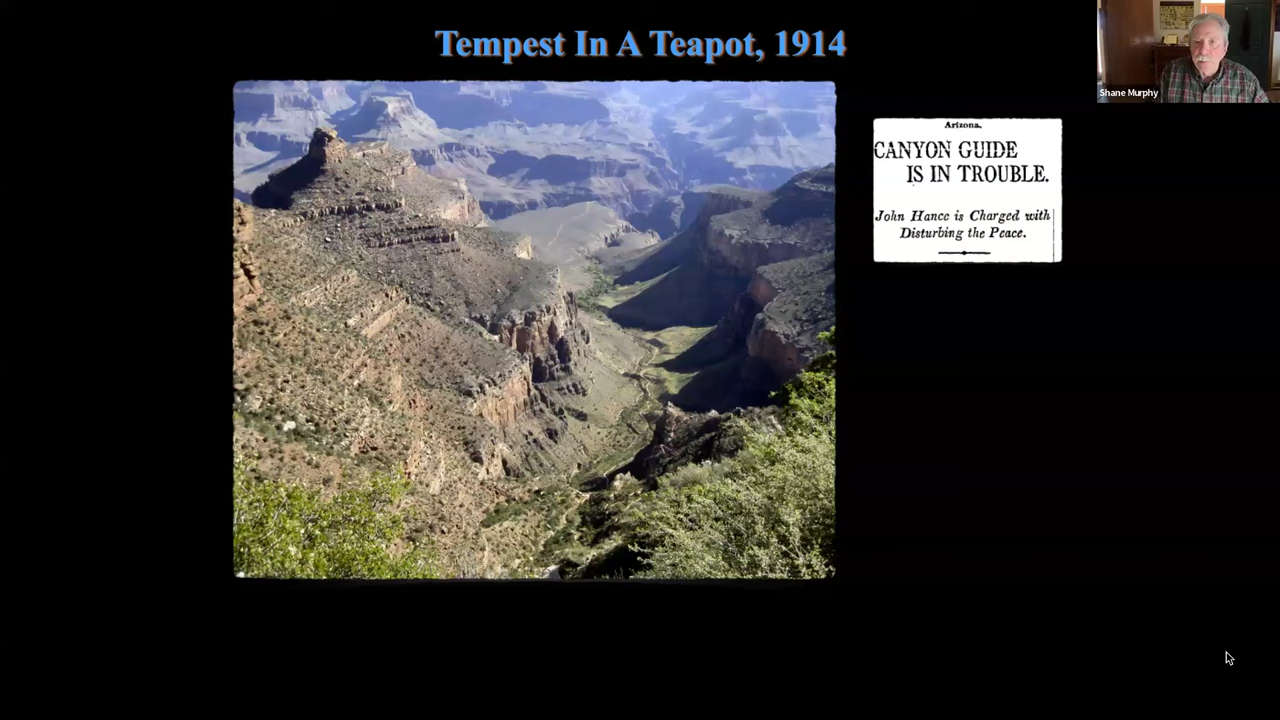 Tempest In A Teapot, 1914
Shane Murphy
Arizona.
CANYON GUIDE
IS IN TROUBLE.
John Hance is Charged with
Disturbing the Peace.